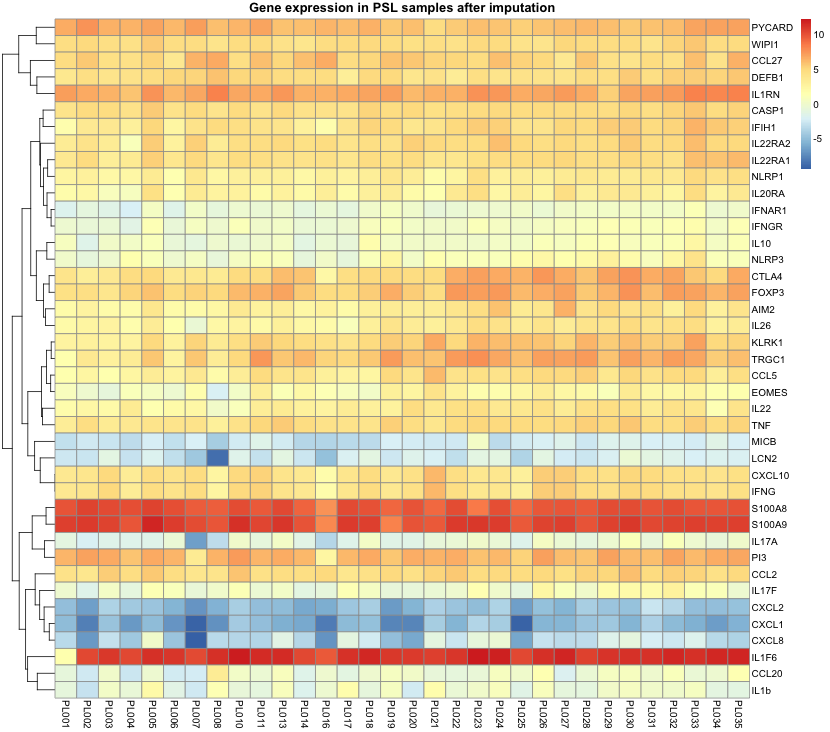 Gene expression in PSL samples after imputation
PYCARD
WIPI1
CCL27
DEFB1
IL1RN
CASP1
IFIH1
IL22RA2
IL22RA1
NLRP1
IL20RA
IFNAR1
IFNGR
IL10
NLRP3
CTLA4
FOXP3
AIM2
IL26
KLRK1
TRGC1
CCL5
EOMES
IL22
TNF
MICB
LCN2
CXCL10
IFNG
S100A8
S100A9
IL17A
PI3
CCL2
IL17F
CXCL2
CXCL1
CXCL8
IL1F6
CCL20
IL1b
10
5
0
-5
PL001 PL002 PL003 PL004 PL005 PL006 PL007 PL008 PL010 PL011 PL013 PL014 PL016 PL017 PL018 PL019 PL020 PL021 PL022 PL023 PL024 PL025 PL026 PL027 PL028 PL029 PL030 PL031 PL032 PL033 PL034 PL035